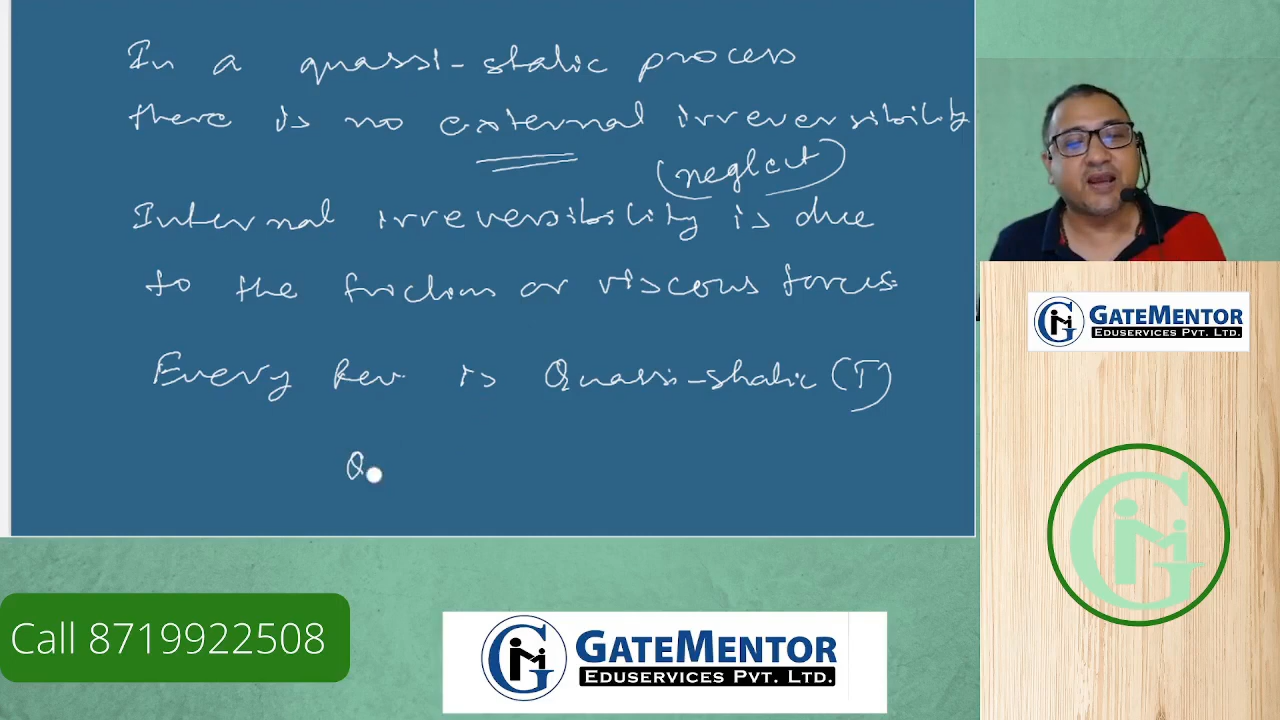 In a quassi-static process
there is no external irreversibility
(neglect)
Internal irreversibility is due
to the friction or viscous forces.
Every Rev. is Quassi-static (T)
Q
GATEMENTOR
EDUSERVICES PVT. LTD.
Call 8719922508
GATEMENTOR
EDUSERVICES PVT. LTD.